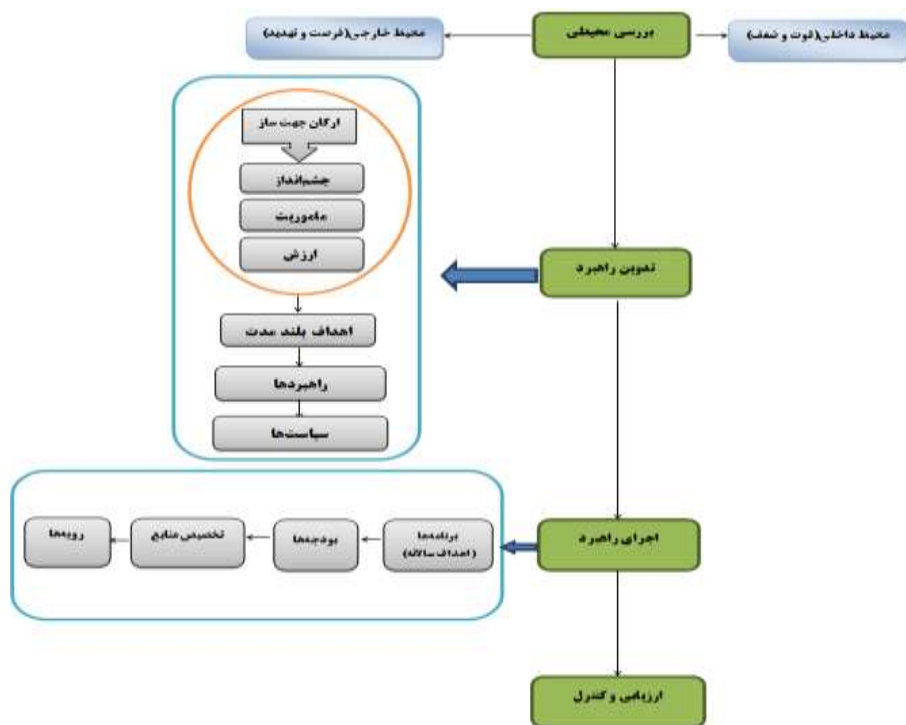 بررسی محیطی
محیط داخلی(قوت و ضعف)
محیط خارجی(فرصت و تهدید)
تدوین راهبرد
ارکان جهت ساز
چشم‌انداز
ماموریت
ارزش
اهداف بلند مدت
راهبردها
سیاست‌ها
اجرای راهبرد
برنامه‌ها
(اهداف سالانه)
بودجه‌ها
تخصیص منابع
رویه‌ها
ارزیابی و کنترل